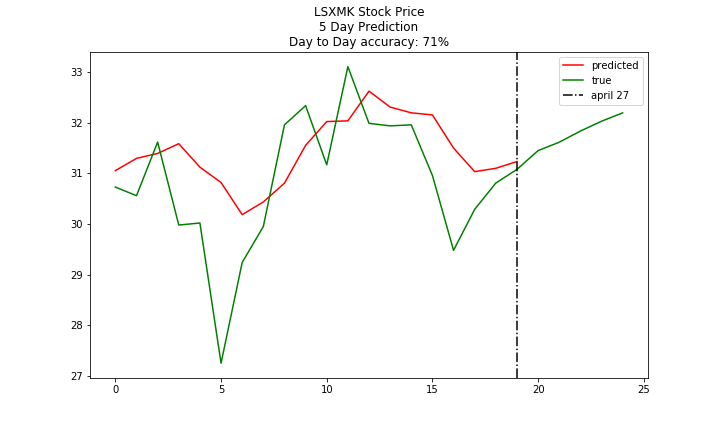 LSXMK Stock Price
5 Day Prediction
Day to Day accuracy: 71%
33
32
31
30
29
28
27
0
5
10
15
20
25
predicted
true
april 27